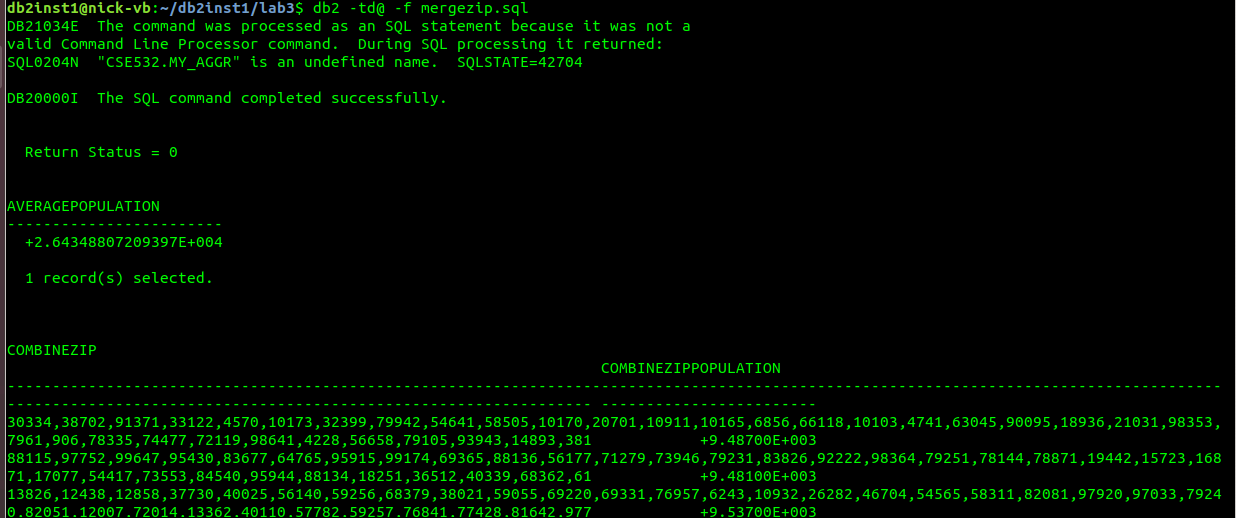 db2inst1@nick-vb:~/db2inst1/lab3$ db2 -td@ -f mergezip.sql
DB21034E  The command was processed as an SQL statement because it was not a
valid Command Line Processor command.  During SQL processing it returned:
SQL0204N  "CSE532.MY_AGGR" is an undefined name.  SQLSTATE=42704
DB20000I  The SQL command completed successfully.
Return Status = 0
AVERAGEPOPULATION
------------------------
+2.64348807209397E+004
1 record(s) selected.
COMBINEZIP
COMBINEZIPPOPULATION
---------------------------------------------------------------------------------------------------------------------------------------
----------------------------------------------------------------- ------------------------
30334,38702,91371,33122,4570,10173,32399,79942,54641,58505,10170,20701,10911,10165,6856,66118,10103,4741,63045,90095,18936,21031,98353,
7961,906,78335,74477,72119,98641,4228,56658,79105,93943,14893,381            +9.48700E+003
88115,97752,99647,95430,83677,64765,95915,99174,69365,88136,56177,71279,73946,79231,83826,92222,98364,79251,78144,78871,19442,15723,168
71,17077,54417,73553,84540,95944,88134,18251,36512,40339,68362,61            +9.48100E+003
13826,12438,12858,37730,40025,56140,59256,68379,38021,59055,69220,69331,76957,6243,10932,26282,46704,54565,58311,82081,97920,97033,7924
0,82051,12007,72014,13362,40110,57782,59257,76841,77428,81642,977            +9.53700E+003